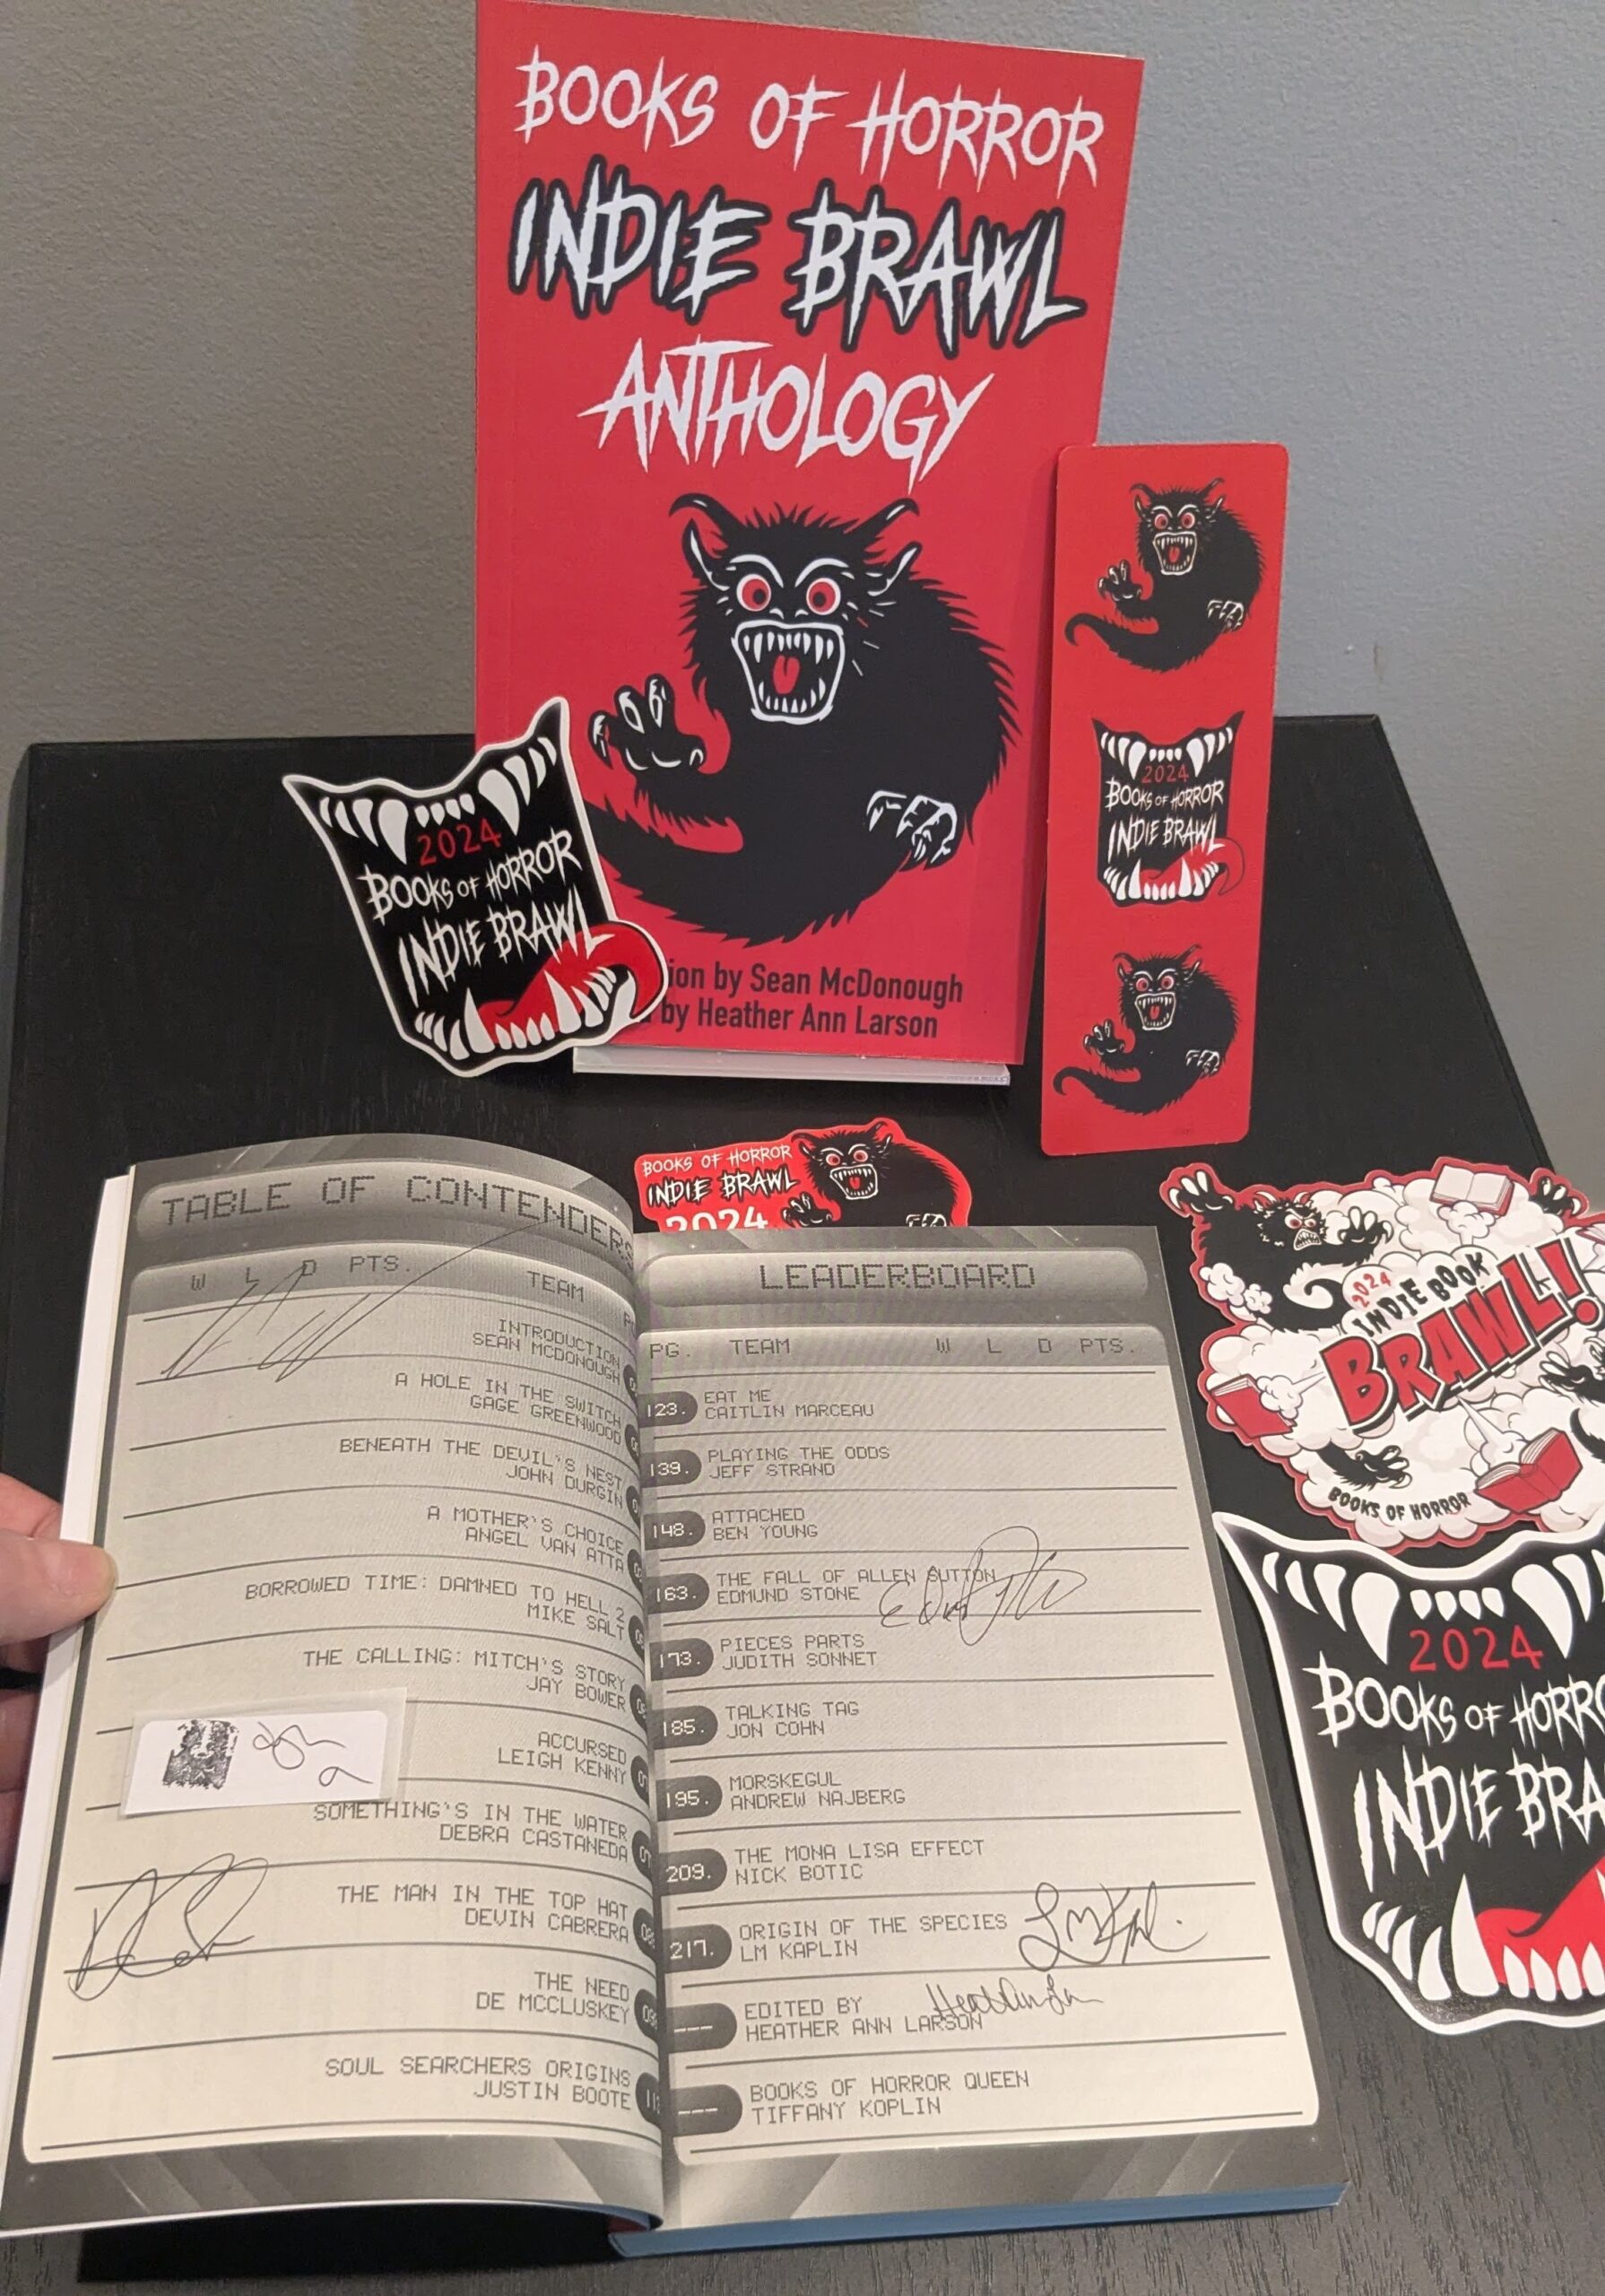 BOOKS OF HORROR
INDIE BRAWL
ANTHOLOGY
by Sean McDonough
by Heather Ann Larson
2024
BOOKS OF HORROR
INDIE BRAWL
2024
BOOKS OF HORROR
INDIE BRAWL
BOOKS OF HORROR
INDIE BRAWL
2024
2024
INDIE BOOK
BRAWL!
BOOKS OF HORROR
2024
BOOKS OF
INDIE
TABLE OF CONTENDERS
W L D PTS. TEAM
INTRODUCTION
SEAN MCDONOUGH
A HOLE IN THE SWITCH
GAGE GREENWOOD
BENEATH THE DEVIL'S NEST
JOHN DURGIN
A MOTHER'S CHOICE
ANGEL VAN ATTA
BORROWED TIME: DAMNED TO HELL 2
MIKE SALT
THE CALLING: MITCH'S STORY
JAY BOWER
ACCURSED
LEIGH KENNY
SOMETHING'S IN THE WATER
DEBRA CASTANEDA
THE MAN IN THE TOP HAT
DEVIN CABRERA
THE NEED
DE MCCLUSKEY
SOUL SEARCHERS ORIGINS
JUSTIN BOOTE
LEADERBOARD
PG. TEAM W L D PTS.
123. EAT ME
CAITLIN MARCEAU
139. PLAYING THE ODDS
JEFF STRAND
148. ATTACHED
BEN YOUNG
163. THE FALL OF ALLEN SUTTON
EDMUND STONE
173. PIECES PARTS
JUDITH SONNET
185. TALKING TAG
JON COHN
195. MORSKEGUL
ANDREW NAJBERG
209. THE MONA LISA EFFECT
NICK BOTIC
217. ORIGIN OF THE SPECIES
LM KAPLIN
LM Kapl.
--- EDITED BY
HEATHER ANN LARSON
--- BOOKS OF HORROR QUEEN
TIFFANY KOPLIN